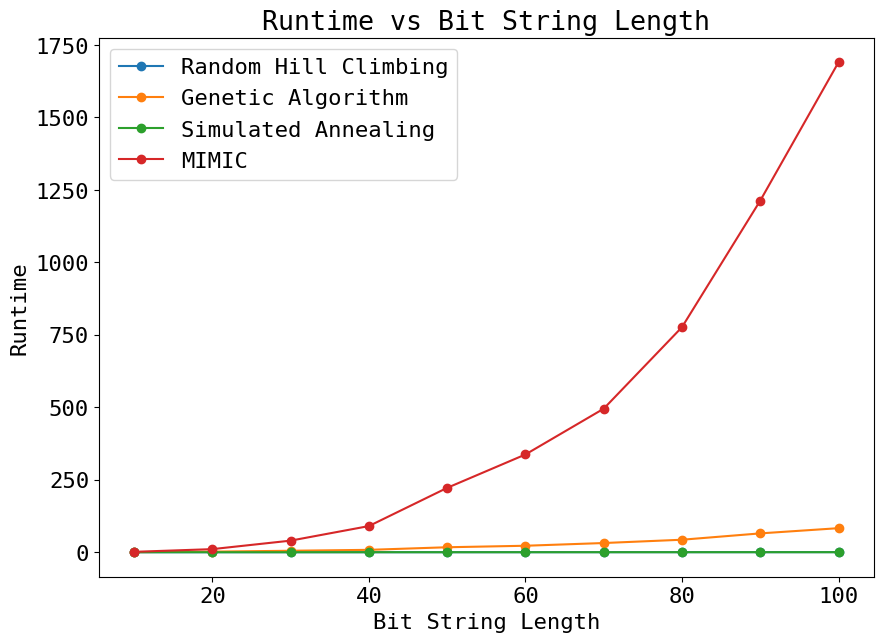 Runtime vs Bit String Length
Random Hill Climbing
Genetic Algorithm
Simulated Annealing
MIMIC
Runtime
1750
1500
1250
1000
750
500
250
0
20 40 60 80 100
Bit String Length